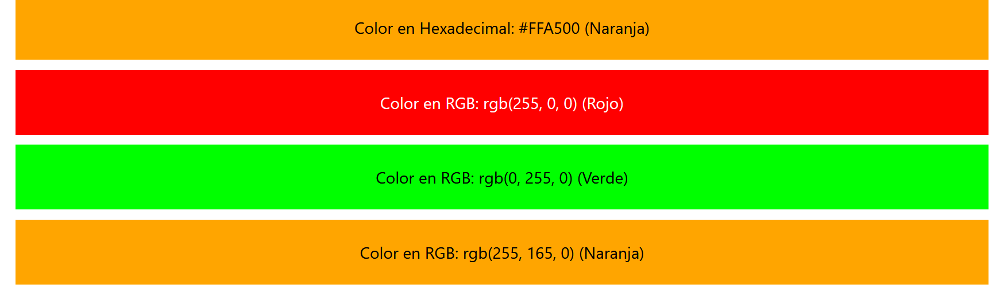 Color en Hexadecimal: #FFA500 (Naranja)
Color en RGB: rgb(255, 0, 0) (Rojo)
Color en RGB: rgb(0, 255, 0) (Verde)
Color en RGB: rgb(255, 165, 0) (Naranja)